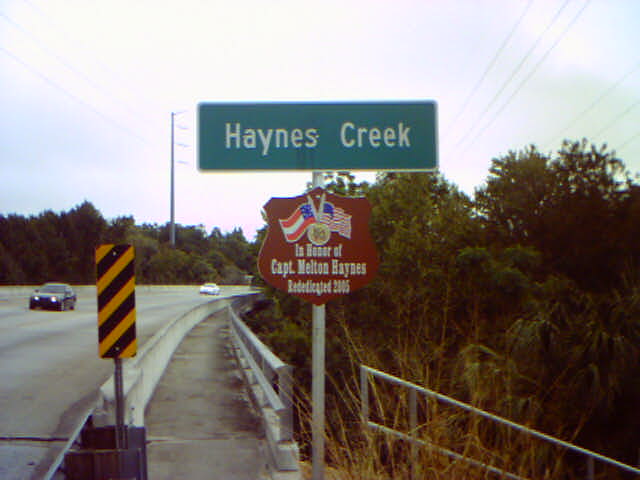 Haynes Creek
In Honor of
Capt. Melton Haynes
Rededicated 2005